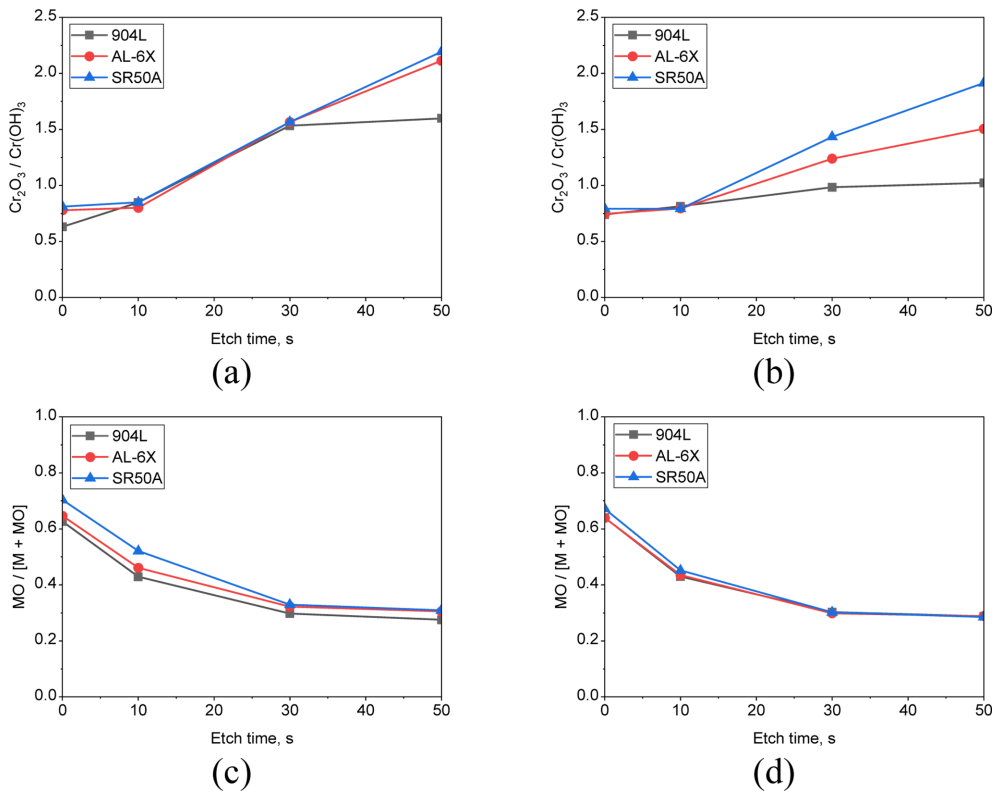 2.5
2.0
1.5
1.0
0.5
0.0
Cr₂O₃ / Cr(OH)₃
904L
AL-6X
SR50A
0 10 20 30 40 50
Etch time, s
(a)
2.5
2.0
1.5
1.0
0.5
0.0
Cr₂O₃ / Cr(OH)₃
904L
AL-6X
SR50A
0 10 20 30 40 50
Etch time, s
(b)
1.0
0.8
0.6
0.4
0.2
0.0
MO / [M + MO]
904L
AL-6X
SR50A
0 10 20 30 40 50
Etch time, s
(c)
1.0
0.8
0.6
0.4
0.2
0.0
MO / [M + MO]
904L
AL-6X
SR50A
0 10 20 30 40 50
Etch time, s
(d)